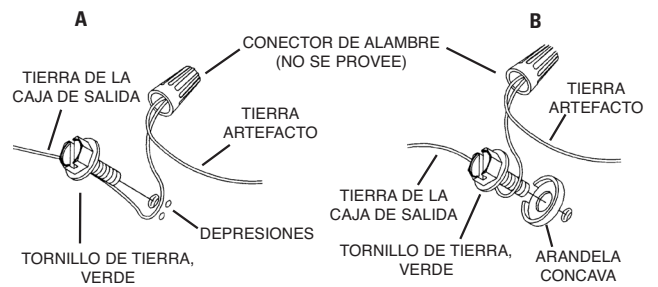 A
B
CONECTOR DE ALAMBRE
(NO SE PROVEE)
TIERRA DE LA
CAJA DE SALIDA
TIERRA
ARTEFACTO
TIERRA
ARTEFACTO
TIERRA DE LA
CAJA DE SALIDA
DEPRESIONES
TORNILLO DE TIERRA,
VERDE
TORNILLO DE TIERRA,
VERDE
ARANDELA
CONCAVA